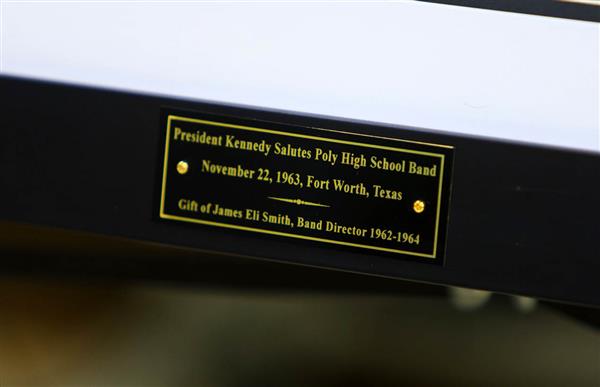 President Kennedy Salutes Poly High School Band
November 22, 1963, Fort Worth, Texas
Gift of James Eli Smith, Band Director 1962-1964